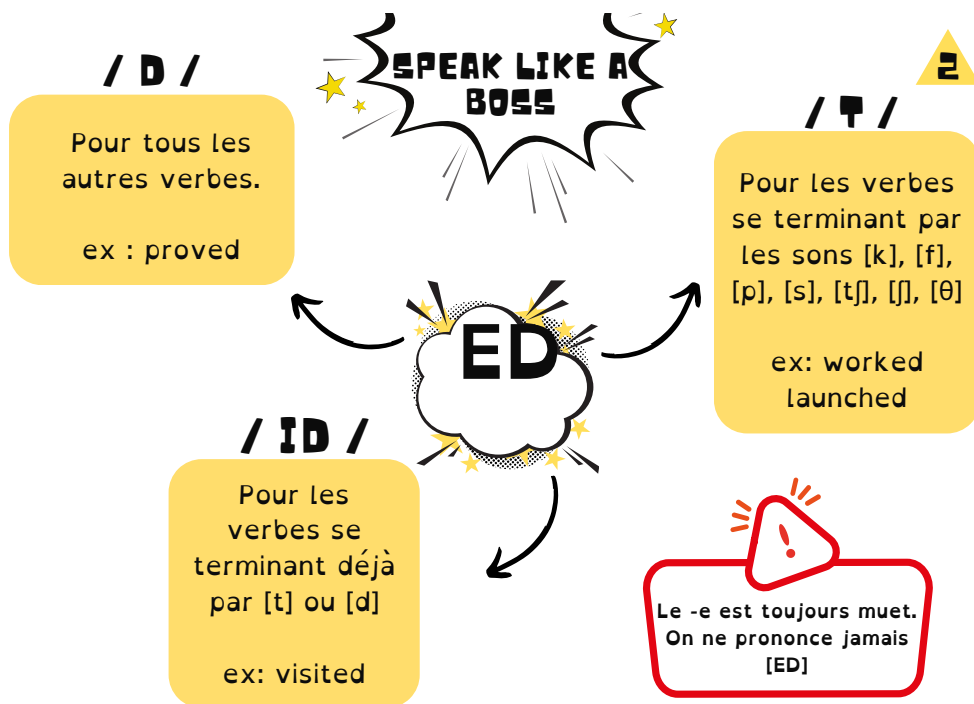 SPEAK LIKE A
BOSS
2
/ D /
Pour tous les
autres verbes.
ex : proved
/ T /
Pour les verbes
se terminant par
les sons [k], [f],
[p], [s], [tʃ], [ʃ], [θ]
ex: worked
launched
ED
/ ID /
Pour les
verbes se
terminant déjà
par [t] ou [d]
ex: visited
Le -e est toujours muet.
On ne prononce jamais
[ED]